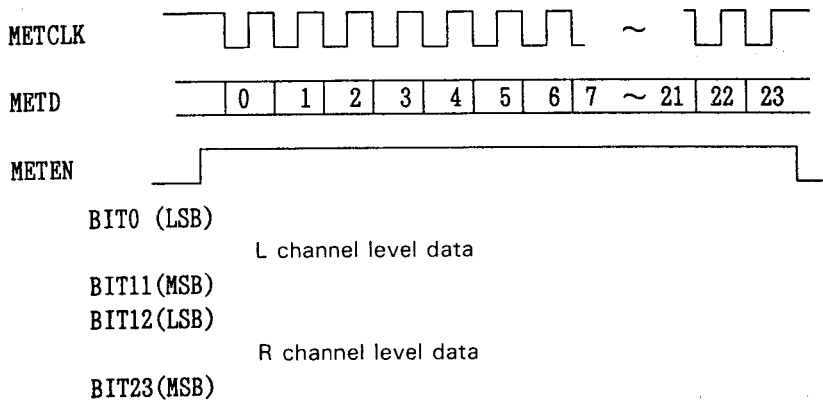 METCLK ~
METD 0 1 2 3 4 5 6 7 ~ 21 22 23
METEN
BIT0 (LSB)
L channel level data
BIT11(MSB)
BIT12(LSB)
R channel level data
BIT23(MSB)